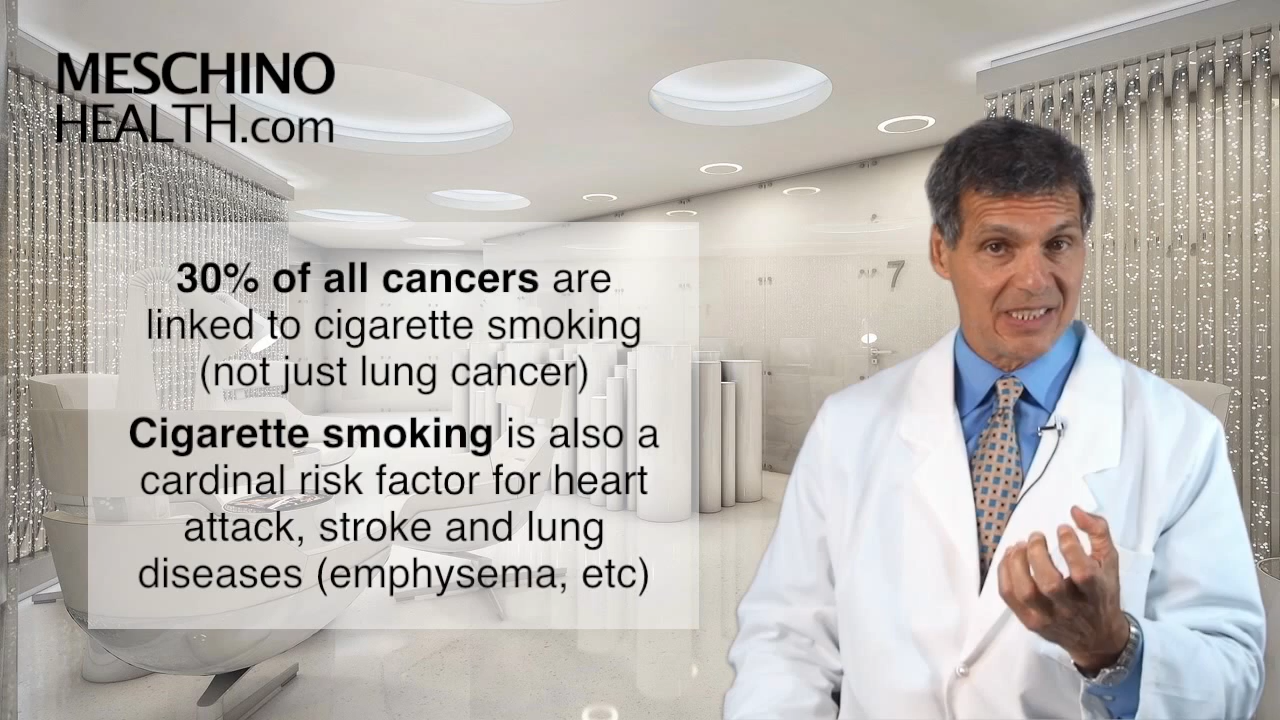 MESCHINO
HEALTH.com
30% of all cancers are
linked to cigarette smoking
(not just lung cancer)
Cigarette smoking is also a
cardinal risk factor for heart
attack, stroke and lung
diseases (emphysema, etc)
7